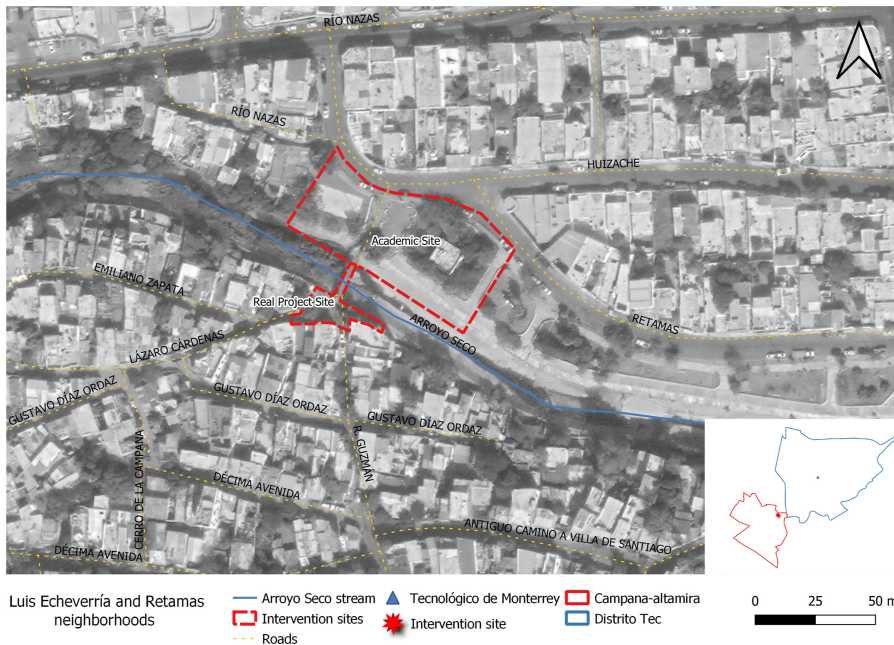 RÍO NAZAS
RÍO NAZAS
HUIZACHE
Academic Site
EMILIANO ZAPATA
Real Project Site
RETAMAS
ARROYO SECO
LÁZARO CÁRDENAS
GUSTAVO DÍAZ ORDAZ
GUSTAVO DÍAZ ORDAZ
GUSTAVO DÍAZ ORDAZ
R. GUZMÁN
CERRO DE LA CAMPANA
DÉCIMA AVENIDA
ANTIGUO CAMINO A VILLA DE SANTIAGO
DÉCIMA AVENIDA
Luis Echeverría and Retamas
neighborhoods
Arroyo Seco stream
Intervention sites
Roads
Tecnológico de Monterrey
Intervention site
Campana-altamira
Distrito Tec
0 25 50 m